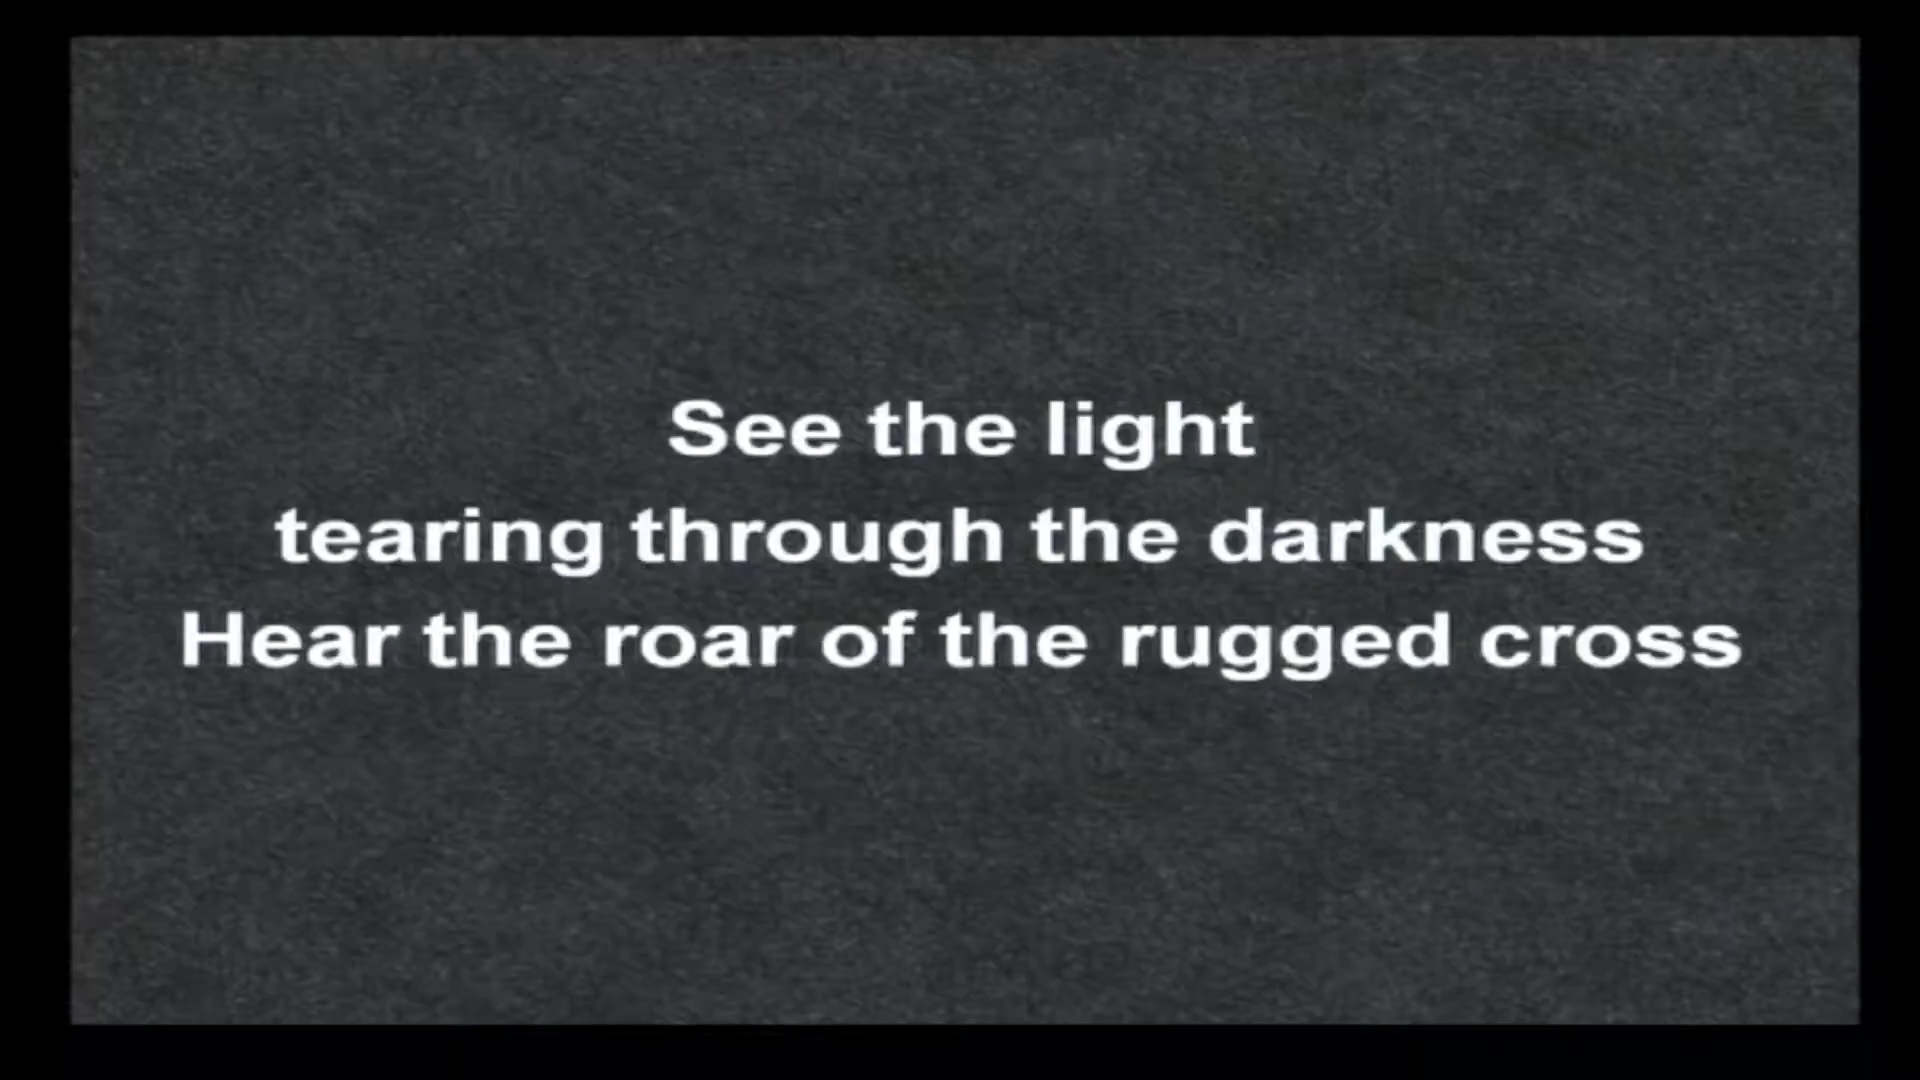 See the light
tearing through the darkness
Hear the roar of the rugged cross